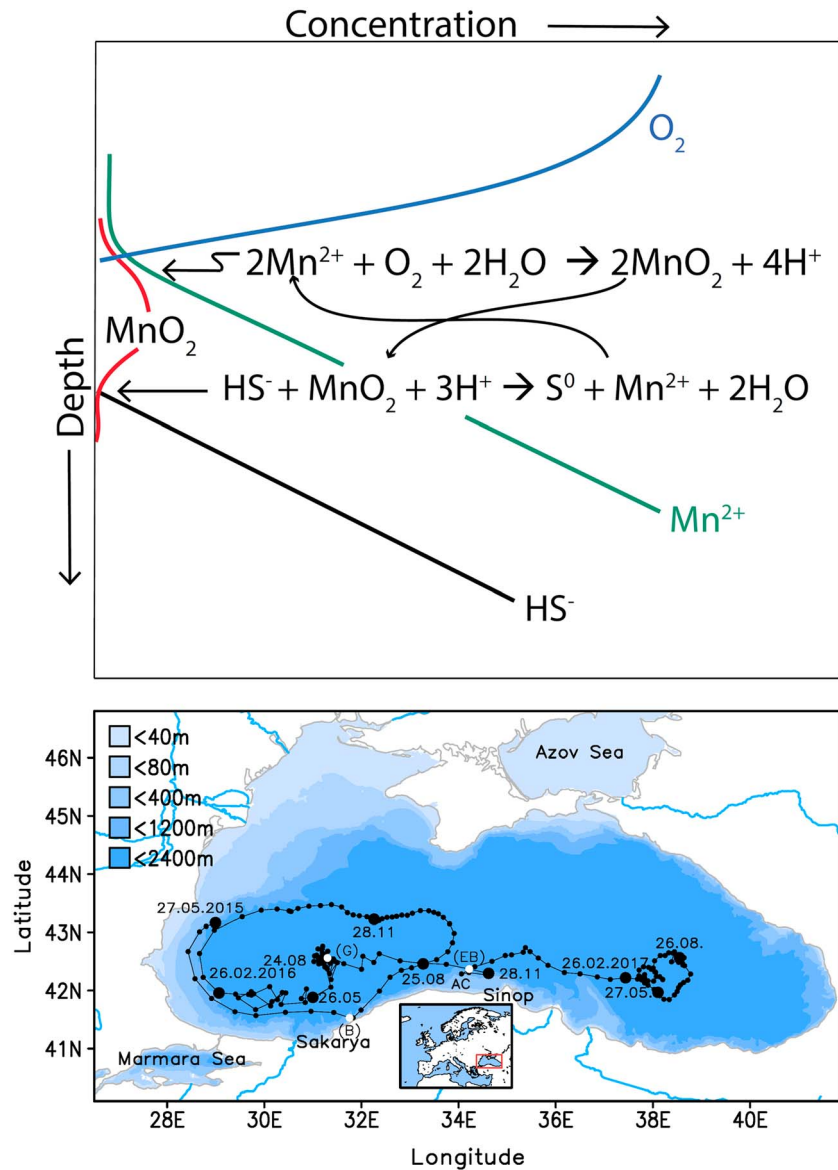 Concentration →
O₂
2Mn²⁺ + O₂ + 2H₂O → 2MnO₂ + 4H⁺
MnO₂
HS⁻ + MnO₂ + 3H⁺ → S⁰ + Mn²⁺ + 2H₂O
Depth
Mn²⁺
HS⁻
<40m
<80m
<400m
<1200m
<2400m
Azov Sea
46N
45N
44N
43N
42N
41N
Latitude
27.05.2015
28.11
24.08
(G)
26.02.2016
26.05
25.08
(EB)
AC
28.11
Sinop
26.02.2017
26.08.
27.05.
(B)
Sakarya
Marmara Sea
28E 30E 32E 34E 36E 38E 40E
Longitude